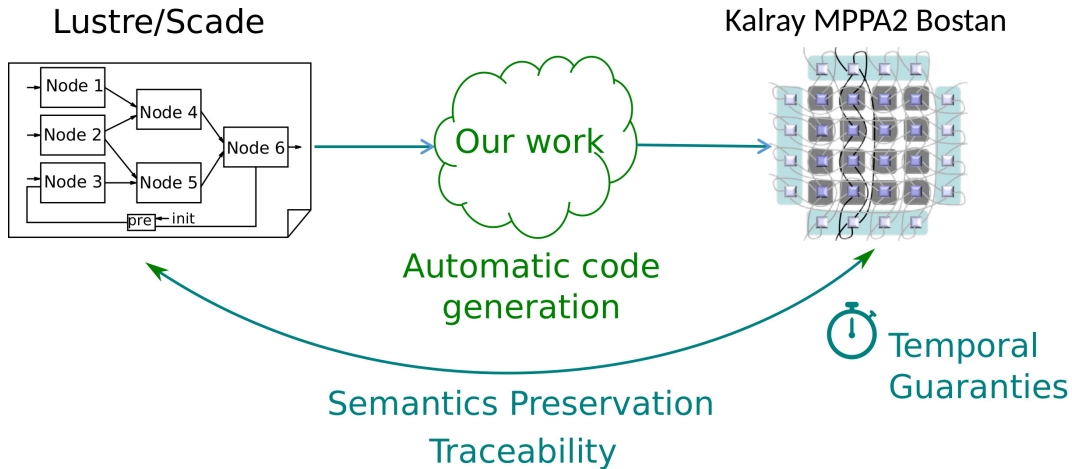 Lustre/Scade
Kalray MPPA2 Bostan
Node 1
Node 2
Node 3
Node 4
Node 5
Node 6
pre
init
Our work
Automatic code
generation
Temporal
Guaranties
Semantics Preservation
Traceability